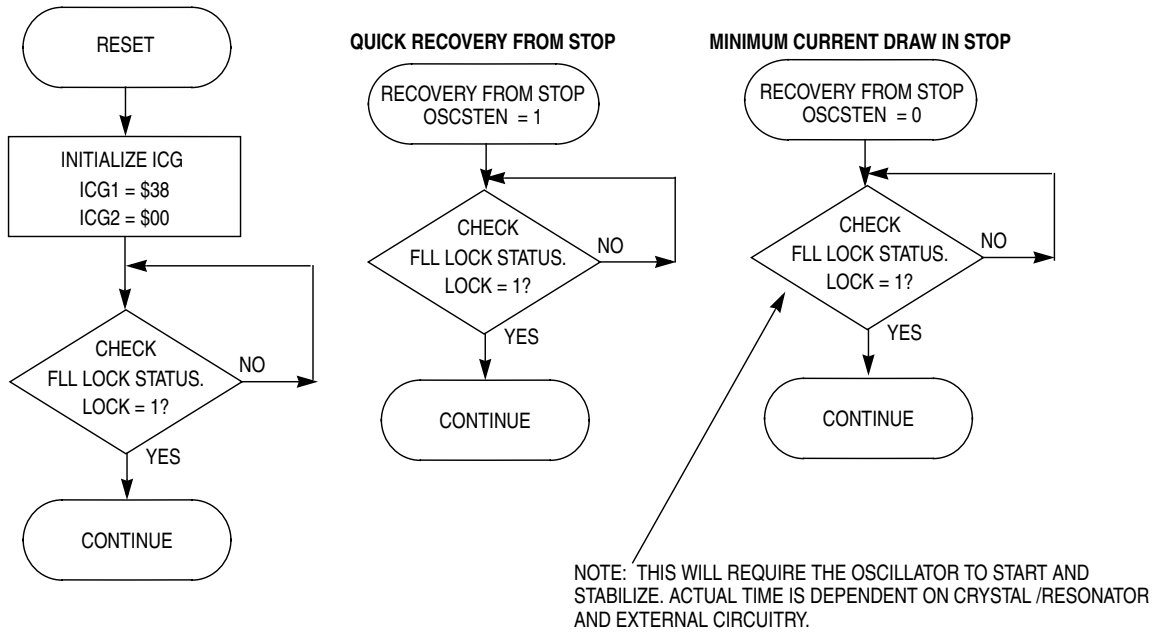 RESET
INITIALIZE ICG
ICG1 = $38
ICG2 = $00
CHECK
FLL LOCK STATUS.
LOCK = 1?
NO
YES
CONTINUE
QUICK RECOVERY FROM STOP
RECOVERY FROM STOP
OSCSTEN = 1
CHECK
FLL LOCK STATUS.
LOCK = 1?
NO
YES
CONTINUE
MINIMUM CURRENT DRAW IN STOP
RECOVERY FROM STOP
OSCSTEN = 0
CHECK
FLL LOCK STATUS.
LOCK = 1?
NO
YES
CONTINUE
NOTE: THIS WILL REQUIRE THE OSCILLATOR TO START AND
STABILIZE. ACTUAL TIME IS DEPENDENT ON CRYSTAL /RESONATOR
AND EXTERNAL CIRCUITRY.